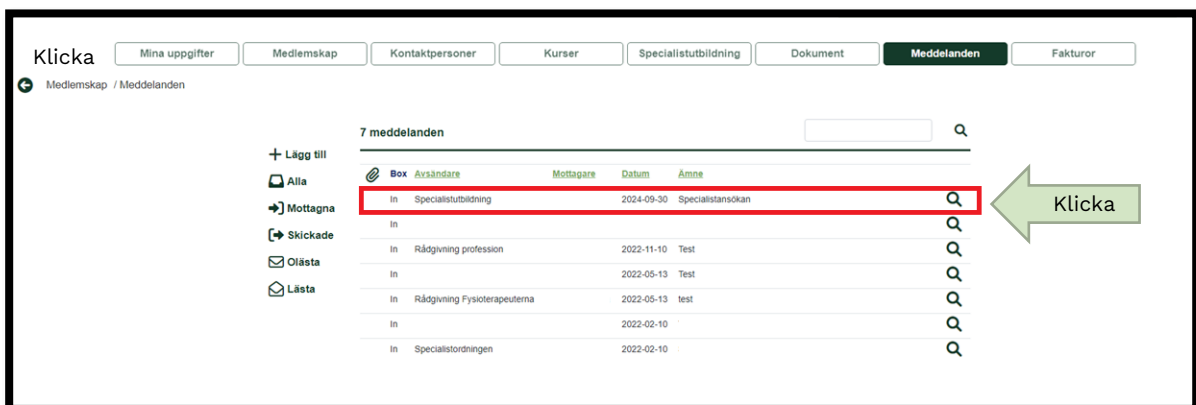 Klicka Mina uppgifter Medlemskap Kontaktpersoner Kurser Specialistutbildning Dokument Meddelanden Fakturor
Medlemskap / Meddelanden
7 meddelanden
Lägg till
Alla
Mottagna
Skickade
Olästa
Lästa
Box Avsändare Mottagare Datum Ämne
In Specialistutbildning 2024-09-30 Specialistansökan
Klicka
In
In Rådgivning profession 2022-11-10 Test
In 2022-05-13 Test
In Rådgivning Fysioterapeuterna 2022-05-13 test
In 2022-02-10
In Specialistordningen 2022-02-10